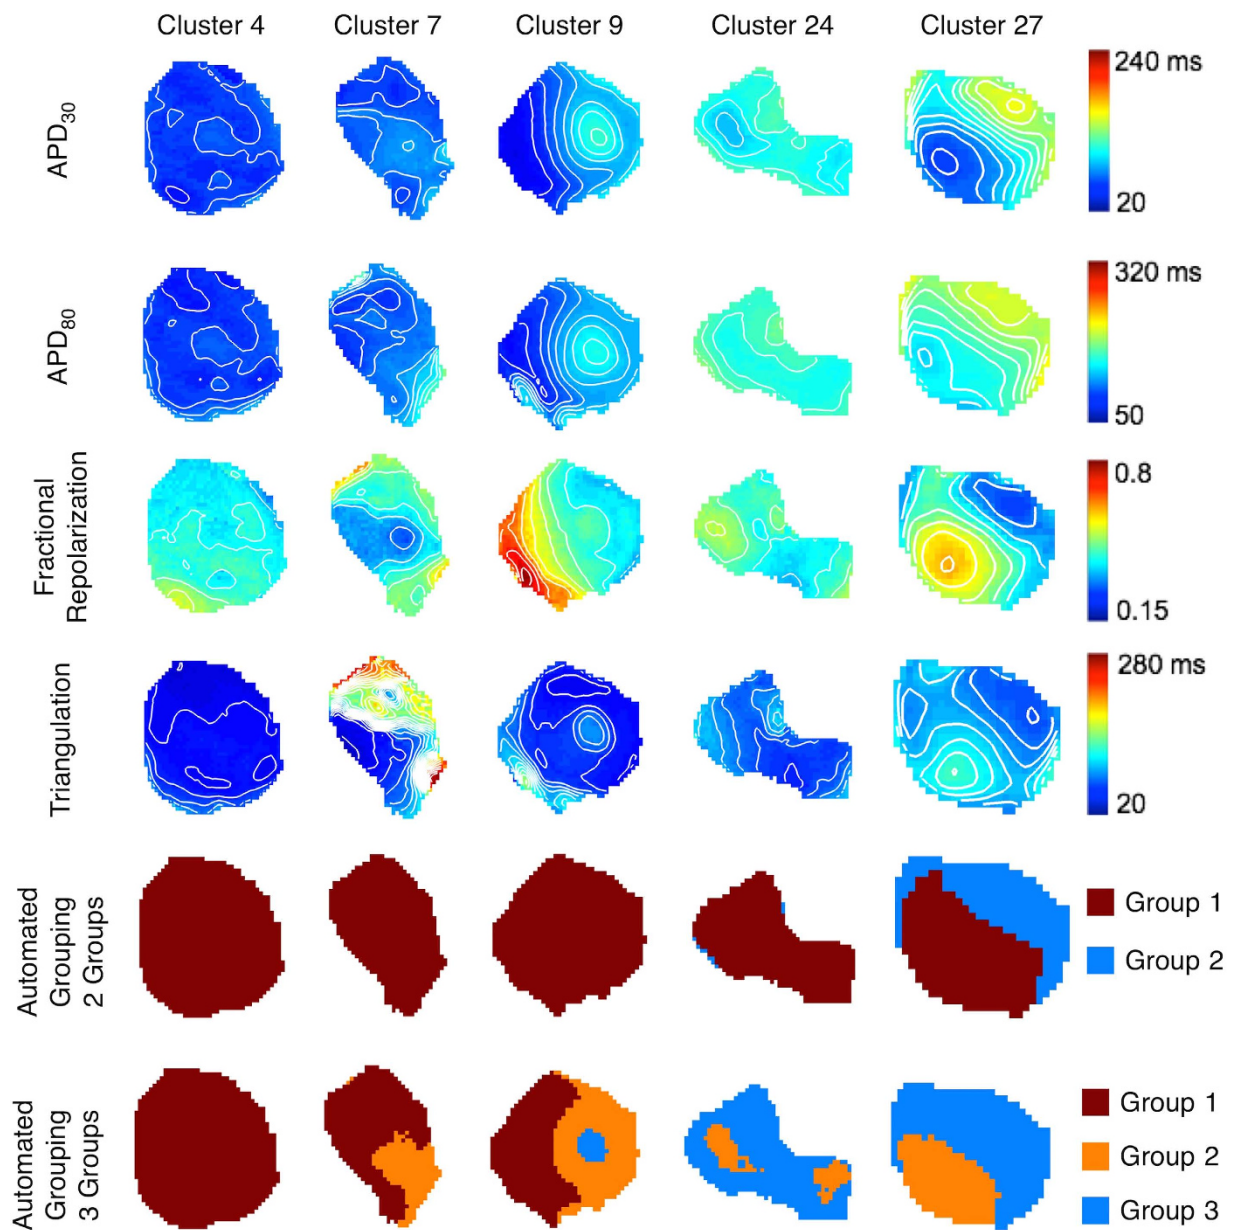 Cluster 4 Cluster 7 Cluster 9 Cluster 24 Cluster 27
APD30
240 ms
20
APD80
320 ms
50
Fractional
Repolarization
0.8
0.15
Triangulation
280 ms
20
Automated
Grouping
2 Groups
Group 1
Group 2
Automated
Grouping
3 Groups
Group 1
Group 2
Group 3